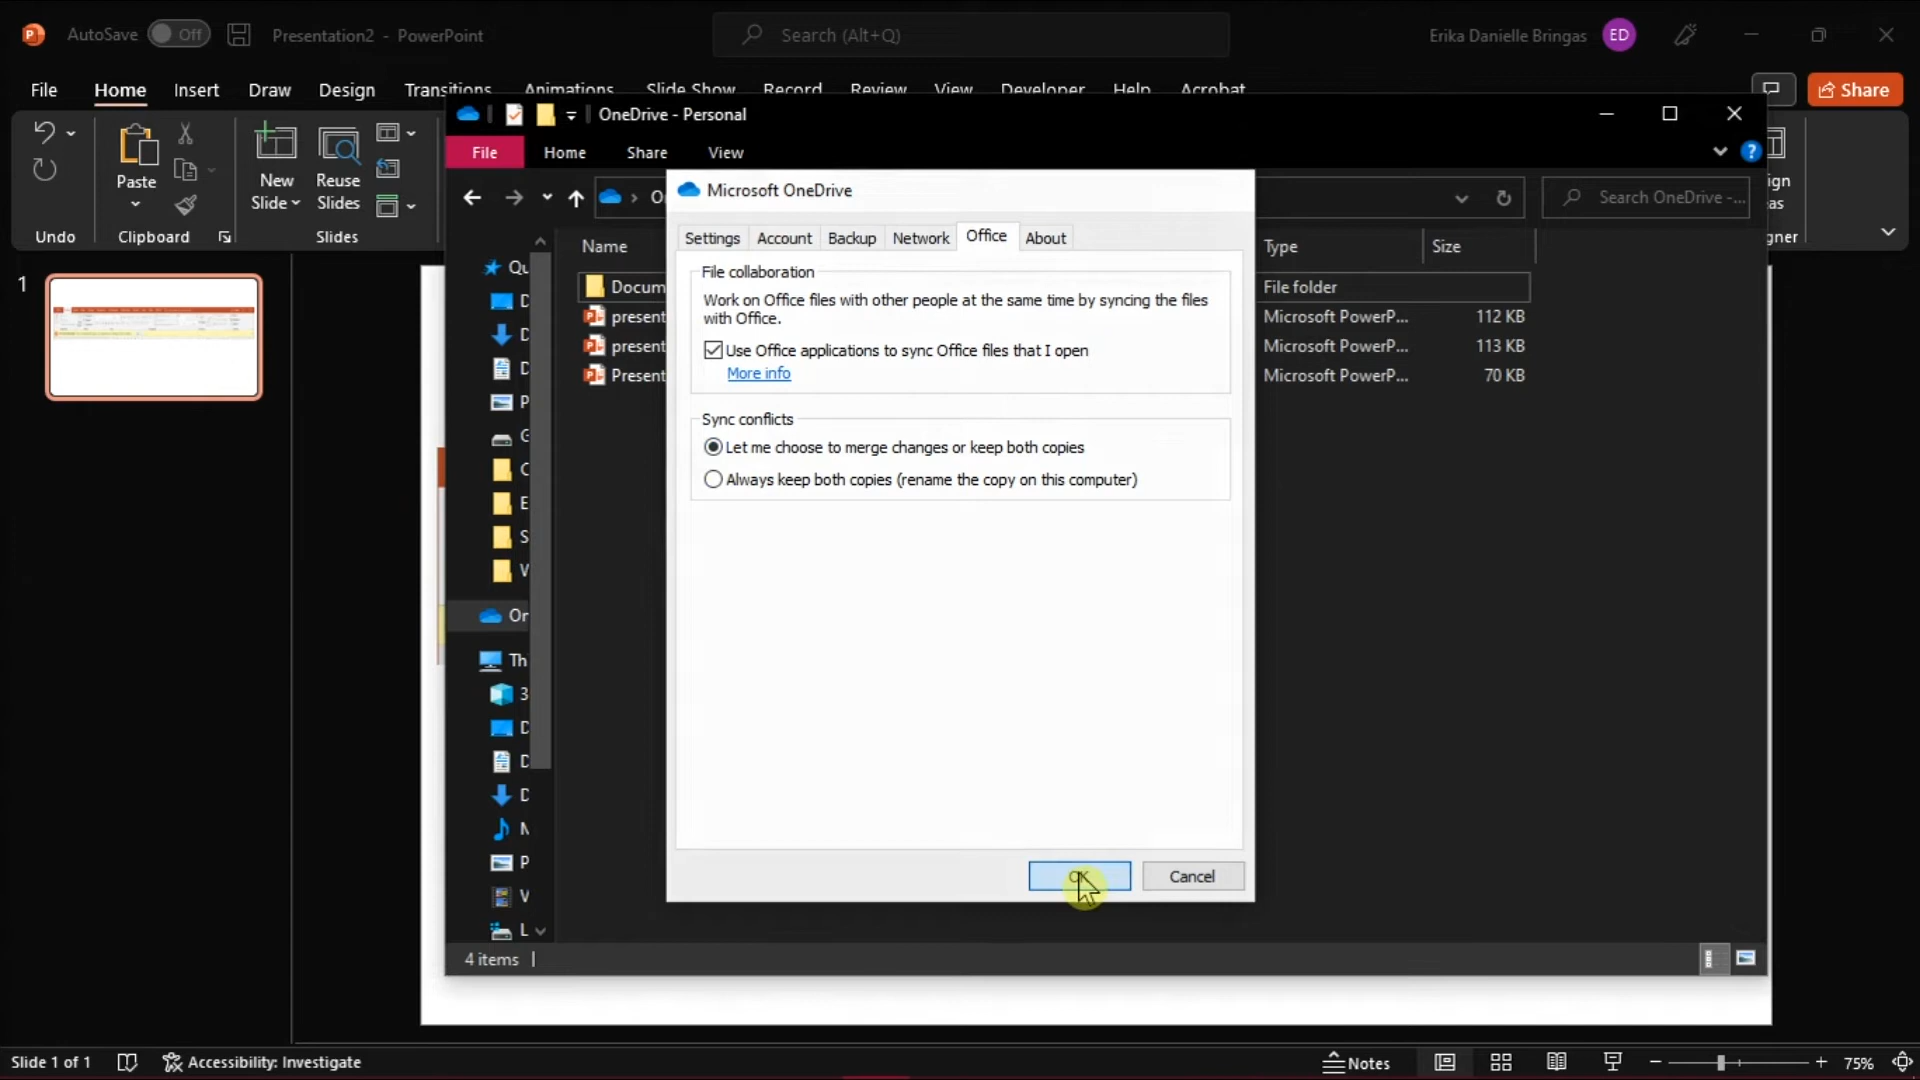 AutoSave Off Presentation2 - PowerPoint Search (Alt+Q) Erika Danielle Bringas ED
File Home Insert Draw Design Transitions Animations Slide Show Record Review View Developer Help Acrobat Share
OneDrive - Personal
File Home Share View
Paste New Slide Reuse Slides
Undo Clipboard Slides
Search OneDrive -...
Microsoft OneDrive
Settings Account Backup Network Office About
Name Type Size
File collaboration
Work on Office files with other people at the same time by syncing the files
with Office.
Use Office applications to sync Office files that I open
More info
Docum File folder
present Microsoft PowerP... 112 KB
present Microsoft PowerP... 113 KB
Present Microsoft PowerP... 70 KB
Sync conflicts
Let me choose to merge changes or keep both copies
Always keep both copies (rename the copy on this computer)
OK Cancel
1
4 items
Slide 1 of 1 Accessibility: Investigate Notes 75%